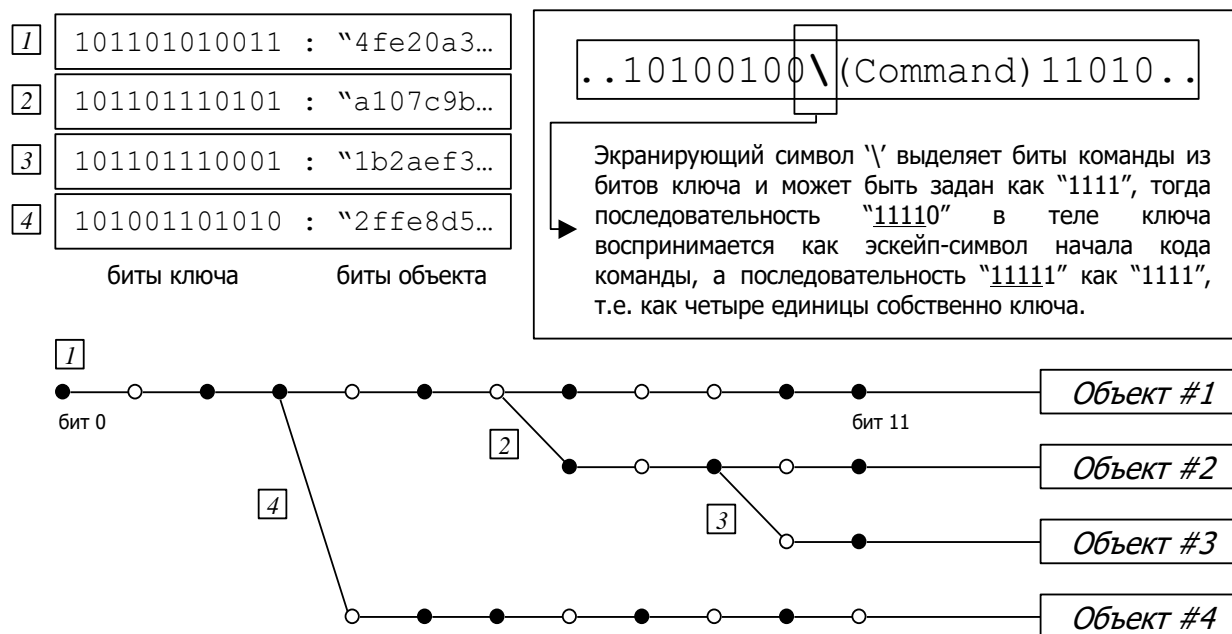 1
101101010011 : “4fe20a3…
2
101101110101 : “a107c9b…
3
101101110001 : “1b2aef3…
4
101001101010 : “2ffe8d5…
биты ключа
биты объекта
..10100100\(Command)11010..
Экранирующий символ ‘\’ выделяет биты команды из
битов ключа и может быть задан как “1111”, тогда
последовательность “11110” в теле ключа
воспринимается как эскейп-символ начала кода
команды, а последовательность “11111” как “1111”,
т.е. как четыре единицы собственно ключа.
1
Объект #1
бит 0
бит 11
2
Объект #2
4
3
Объект #3
Объект #4